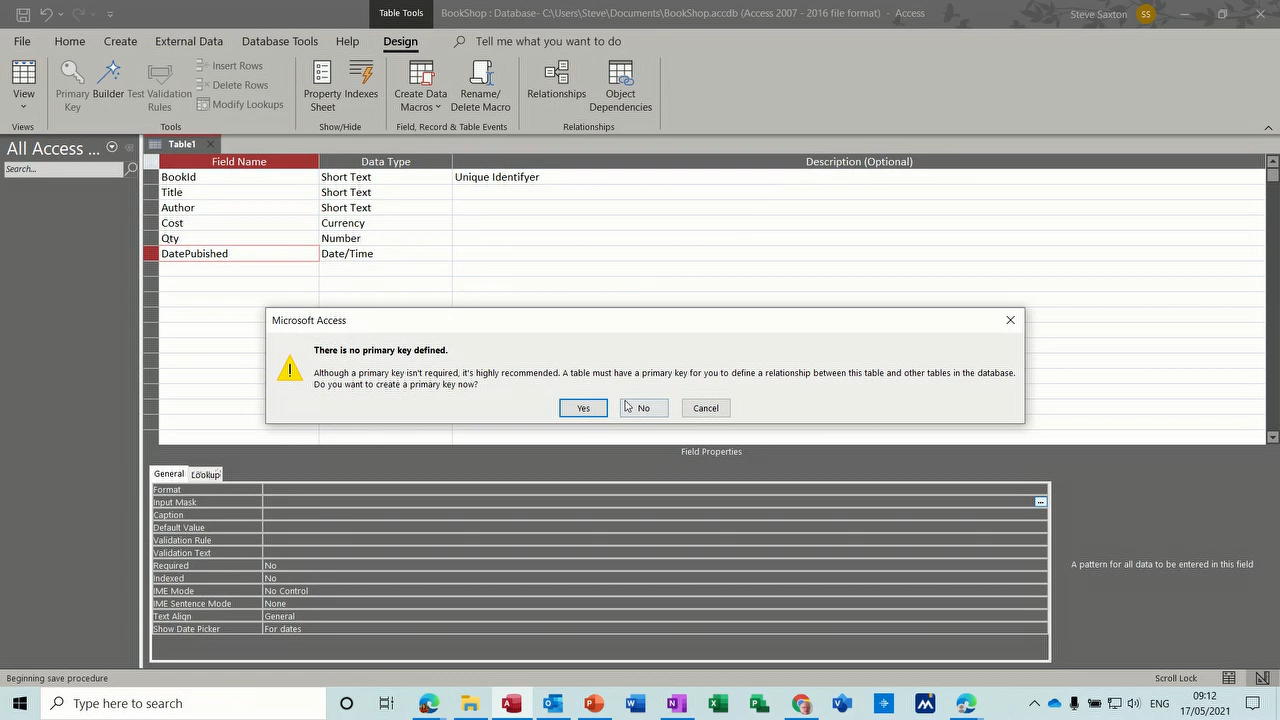 Table Tools
BookShop : Database- C:\Users\Steve\Documents\BookShop.accdb (Access 2007 - 2016 file format) - Access
Steve Saxton
SS
File
Home
Create
External Data
Database Tools
Help
Design
Tell me what you want to do
View
Primary Key
Builder
Test Validation Rules
Insert Rows
Delete Rows
Modify Lookups
Property Sheet
Indexes
Create Data Macros
Rename/ Delete Macro
Relationships
Object Dependencies
Views
Tools
Show/Hide
Field, Record & Table Events
Relationships
All Access ...
Search...
Table1
Field Name Data Type Description (Optional)
BookId Short Text Unique Identifyer
Title Short Text
Author Short Text
Cost Currency
Qty Number
DatePubished Date/Time
Microsoft Access
There is no primary key defined.
Although a primary key isn't required, it's highly recommended. A table must have a primary key for you to define a relationship between this table and other tables in the database.
Do you want to create a primary key now?
Yes No Cancel
Field Properties
General Lookup
Format
Input Mask
Caption
Default Value
Validation Rule
Validation Text
Required No
Indexed No
IME Mode No Control
IME Sentence Mode None
Text Align General
Show Date Picker For dates
A pattern for all data to be entered in this field
Beginning save procedure
Scroll Lock
Type here to search
ENG
09:12
17/05/2021